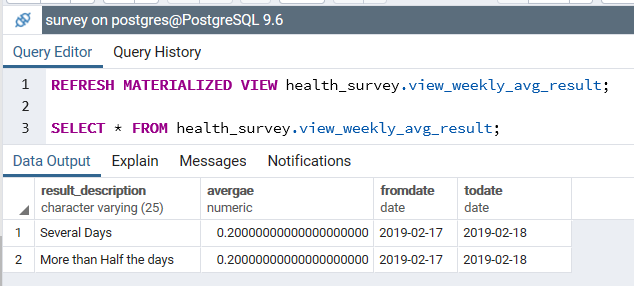 survey on postgres@PostgreSQL 9.6
Query Editor Query History
1 REFRESH MATERIALIZED VIEW health_survey.view_weekly_avg_result;
2
3 SELECT * FROM health_survey.view_weekly_avg_result;
Data Output Explain Messages Notifications
result_description avergae fromdate todate
character varying (25) numeric date date
1 Several Days 0.20000000000000000000 2019-02-17 2019-02-18
2 More than Half the days 0.20000000000000000000 2019-02-17 2019-02-18